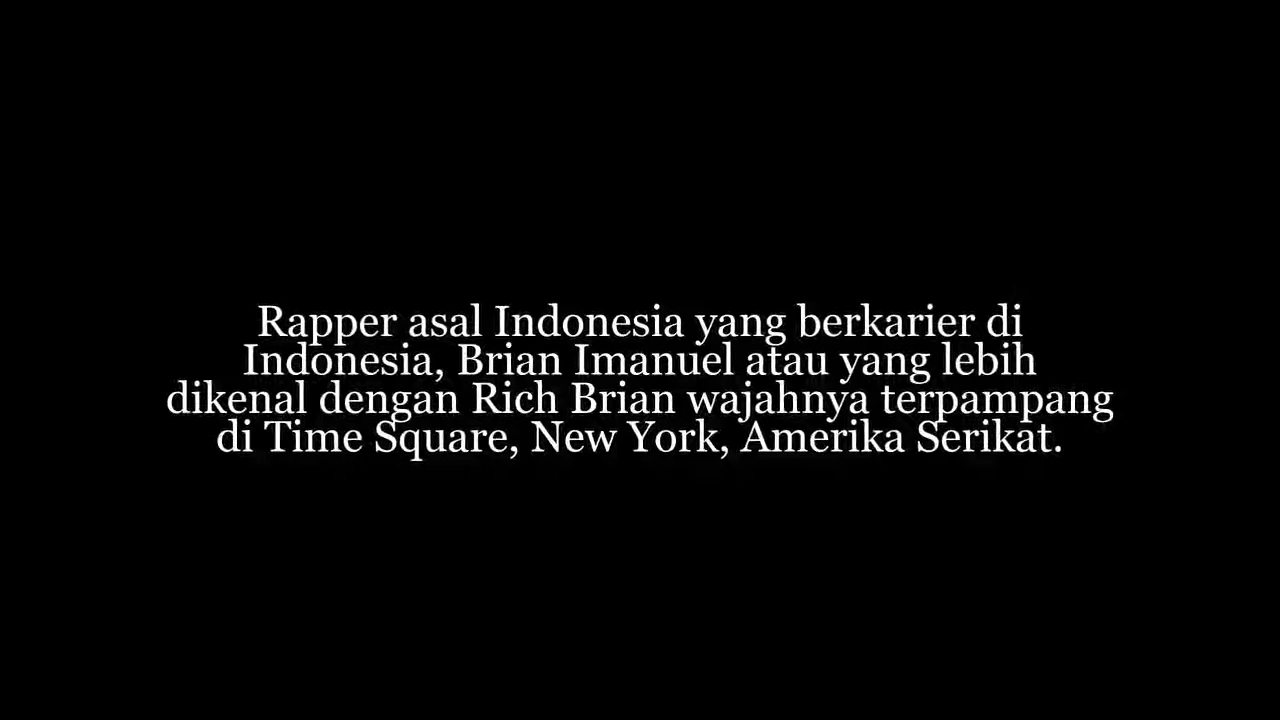 Rapper asal Indonesia yang berkarier di
Indonesia, Brian Imanuel atau yang lebih
dikenal dengan Rich Brian wajahnya terpampang
di Time Square, New York, Amerika Serikat.